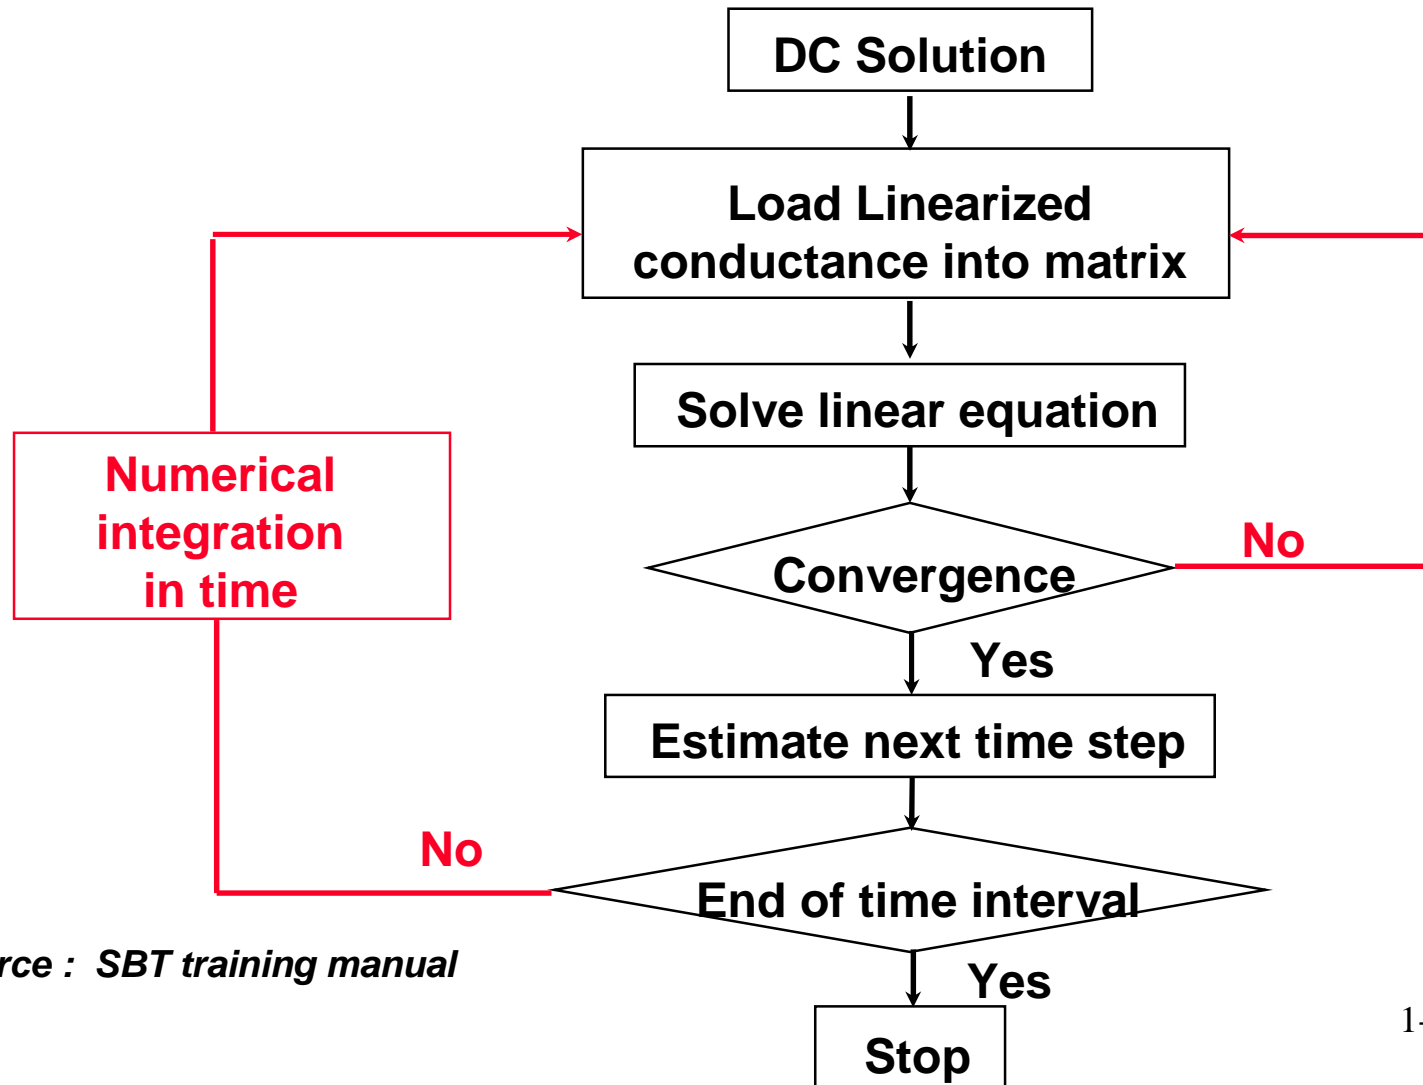 DC Solution
Load Linearized
conductance into matrix
Solve linear equation
Numerical
integration
in time
No
Convergence
Yes
Estimate next time step
No
End of time interval
: SBT training manual
Yes
1-
Stop